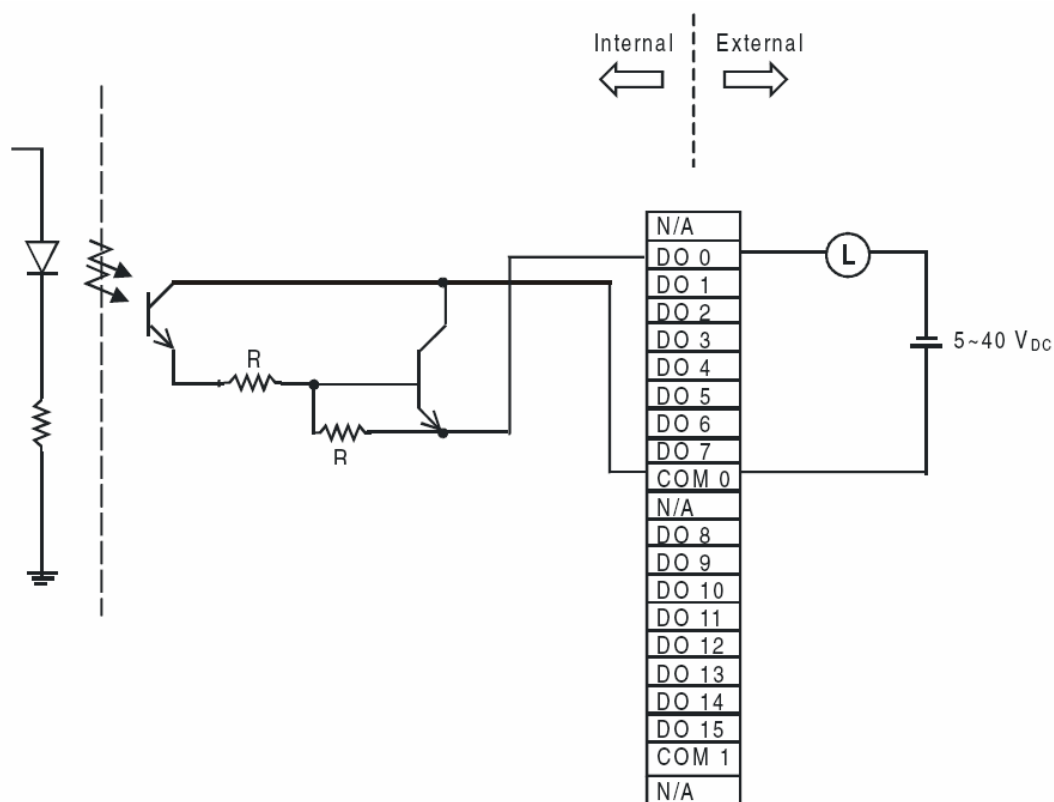 Internal External
N/A
DO 0
DO 1
DO 2
DO 3
DO 4
DO 5
DO 6
DO 7
COM 0
N/A
DO 8
DO 9
DO 10
DO 11
DO 12
DO 13
DO 14
DO 15
COM 1
N/A
L
5~40 VDC
R
R